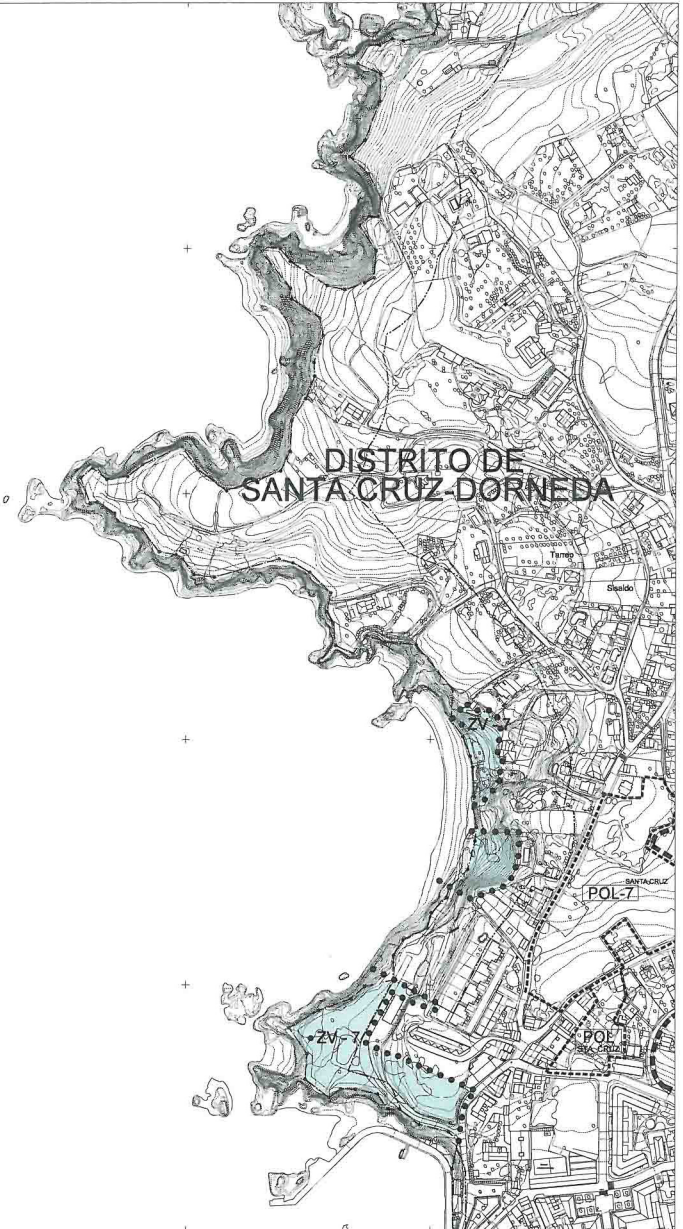 DISTRITO DE
SANTA CRUZ-DORNEDA
Tarreo
Sisaldo
ZV - 7
SANTA CRUZ
POL-7
ZV - 7
POL
STA. CRUZ